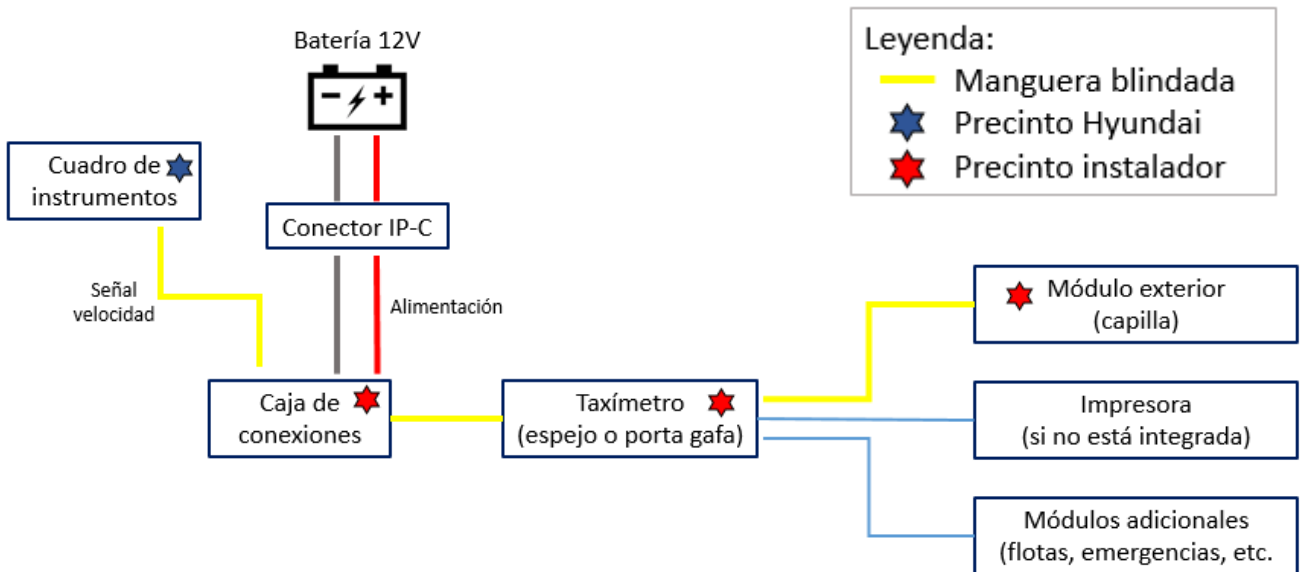 Batería 12V
Leyenda:
Manguera blindada
Precinto Hyundai
Precinto instalador
Cuadro de
instrumentos
Conector IP-C
Señal
velocidad
Alimentación
Módulo exterior
(capilla)
Caja de
conexiones
Taxímetro
(espejo o porta gafa)
Impresora
(si no está integrada)
Módulos adicionales
(flotas, emergencias, etc.